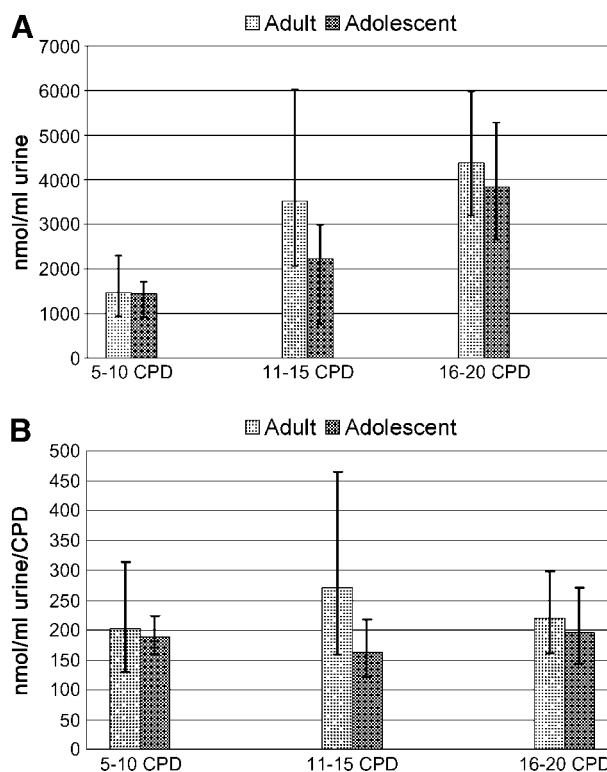 A
Adult Adolescent
nmol/ml urine
7000
6000
5000
4000
3000
2000
1000
0
5-10 CPD 11-15 CPD 16-20 CPD
B
Adult Adolescent
nmol/ml urine/CPD
500
450
400
350
300
250
200
150
100
50
0
5-10 CPD 11-15 CPD 16-20 CPD